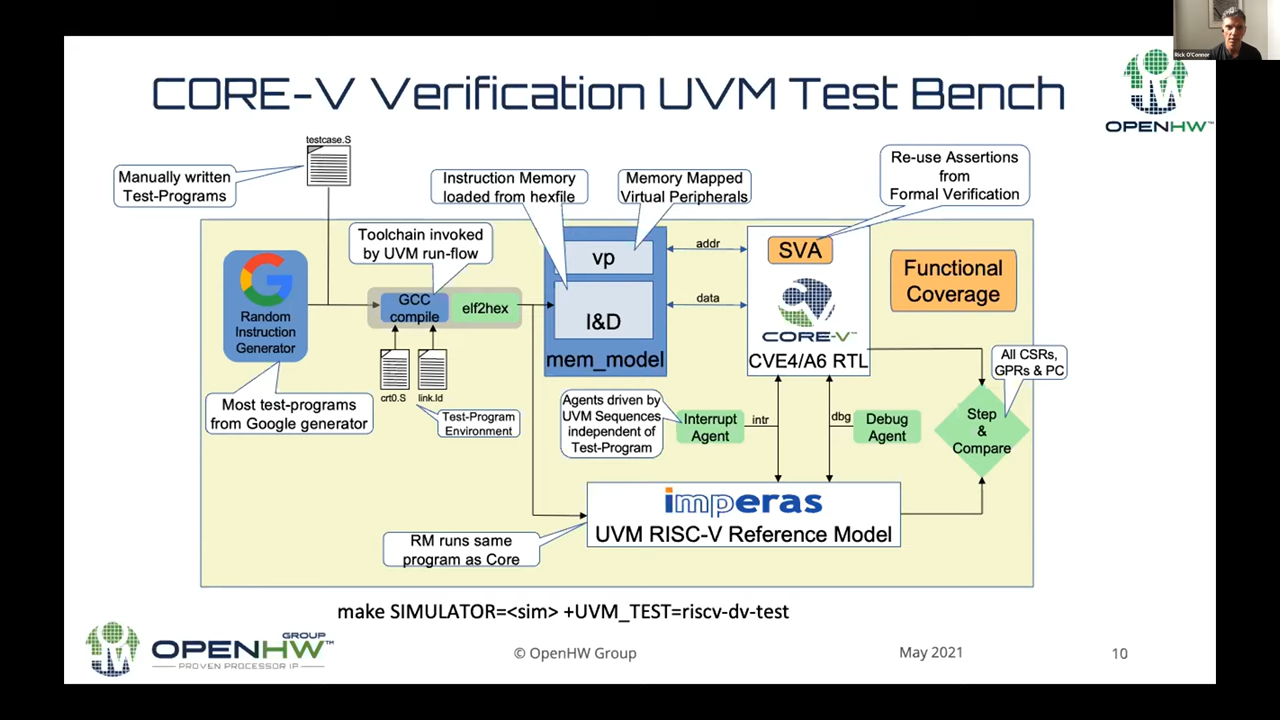 Rick O'Connor
CORE-V Verification UVM Test Bench
OPENHW™
testcase.S
Manually written
Test-Programs
Instruction Memory
loaded from hexfile
Memory Mapped
Virtual Peripherals
Re-use Assertions
from
Formal Verification
Toolchain invoked
by UVM run-flow
vp
addr
SVA
Functional
Coverage
Random
Instruction
Generator
GCC
compile
elf2hex
I&D
data
CORE-V™
mem_model
CVE4/A6 RTL
All CSRs,
GPRs & PC
crt0.S
link.ld
Most test-programs
from Google generator
Test-Program
Environment
Agents driven by
UVM Sequences
independent of
Test-Program
Interrupt
Agent
intr
dbg
Debug
Agent
Step
&
Compare
imperas
UVM RISC-V Reference Model
RM runs same
program as Core
make SIMULATOR=<sim> +UVM_TEST=riscv-dv-test
OPENHW™
GROUP
PROVEN PROCESSOR IP
© OpenHW Group
May 2021
10